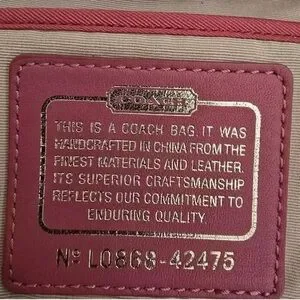 COACH
THIS IS A COACH BAG. IT WAS
HANDCRAFTED IN CHINA FROM THE
FINEST MATERIALS AND LEATHER.
ITS SUPERIOR CRAFTSMANSHIP
REFLECTS OUR COMMITMENT TO
ENDURING QUALITY.
Nº L0868-42475